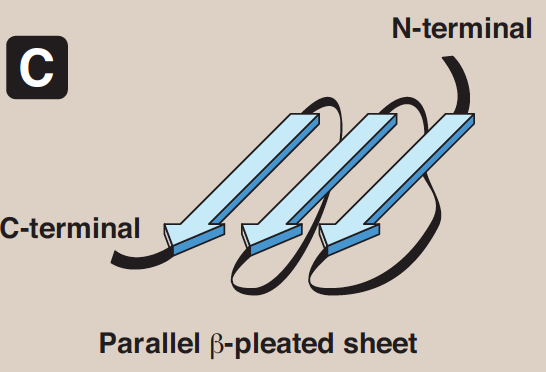 C
N-terminal
C-terminal
Parallel β-pleated sheet